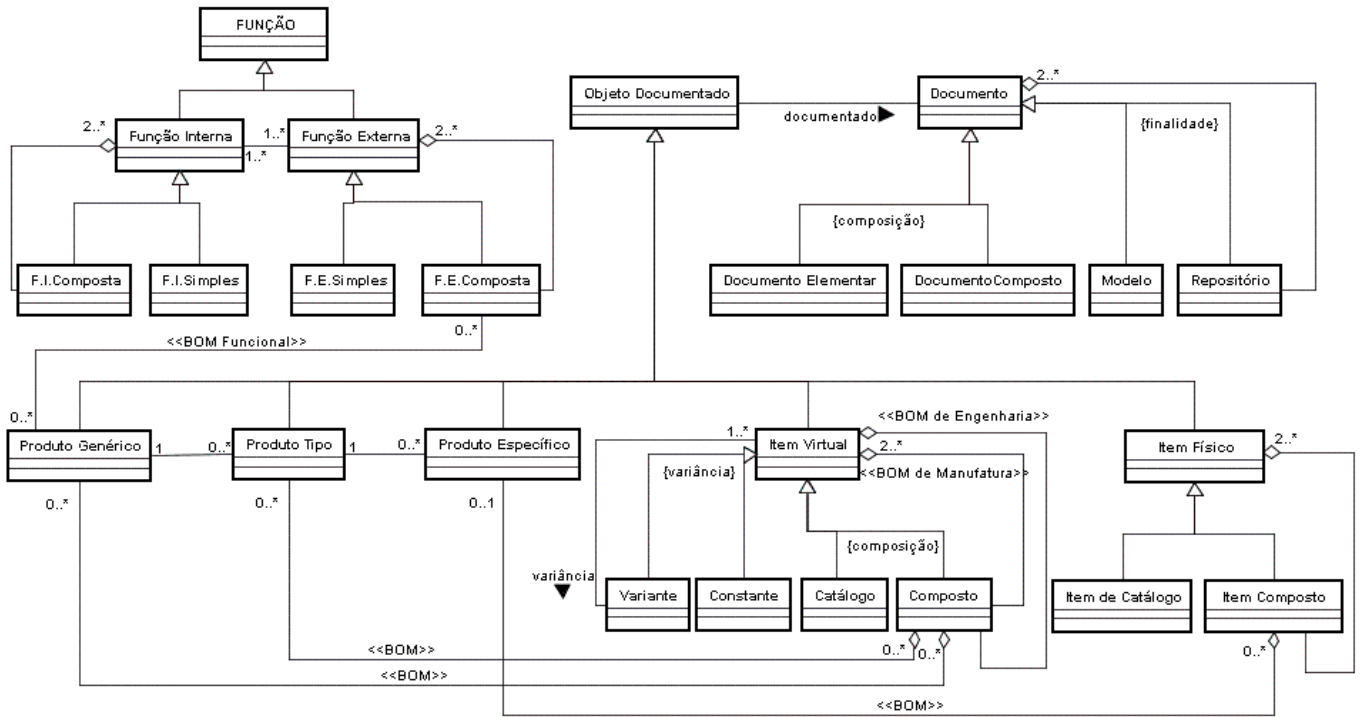 FUNÇÃO
Objeto Documentado
Documento
2..*
documentado
{finalidade}
2..*
Função Interna
1..*
1..*
Função Externa
2..*
{composição}
F.I.Composta
F.I.Simples
F.E.Simples
F.E.Composta
Documento Elementar
DocumentoComposto
Modelo
Repositório
0..*
<<BOM Funcional>>
0..*
<<BOM de Engenharia>>
Produto Genérico
1
0..*
Produto Tipo
1
0..*
Produto Específico
1..*
Item Virtual
2..*
Item Físico
2..*
{variância}
<<BOM de Manufatura>>
0..*
0..*
0..1
{composição}
variância
Variante
Constante
Catálogo
Composto
Item de Catálogo
Item Composto
<<BOM>>
0..*
0..*
0..*
<<BOM>>
<<BOM>>